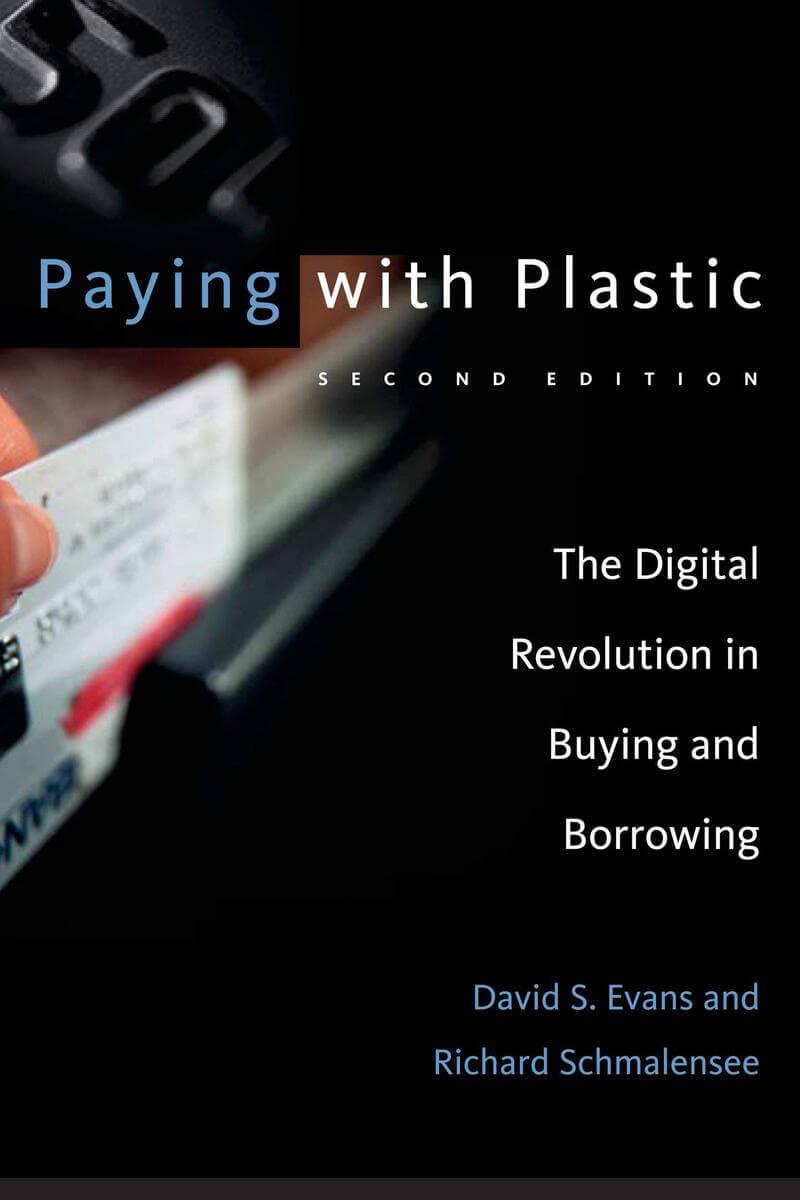 Paying with Plastic
SECOND EDITION
The Digital
Revolution in
Buying and
Borrowing
David S. Evans and
Richard Schmalensee